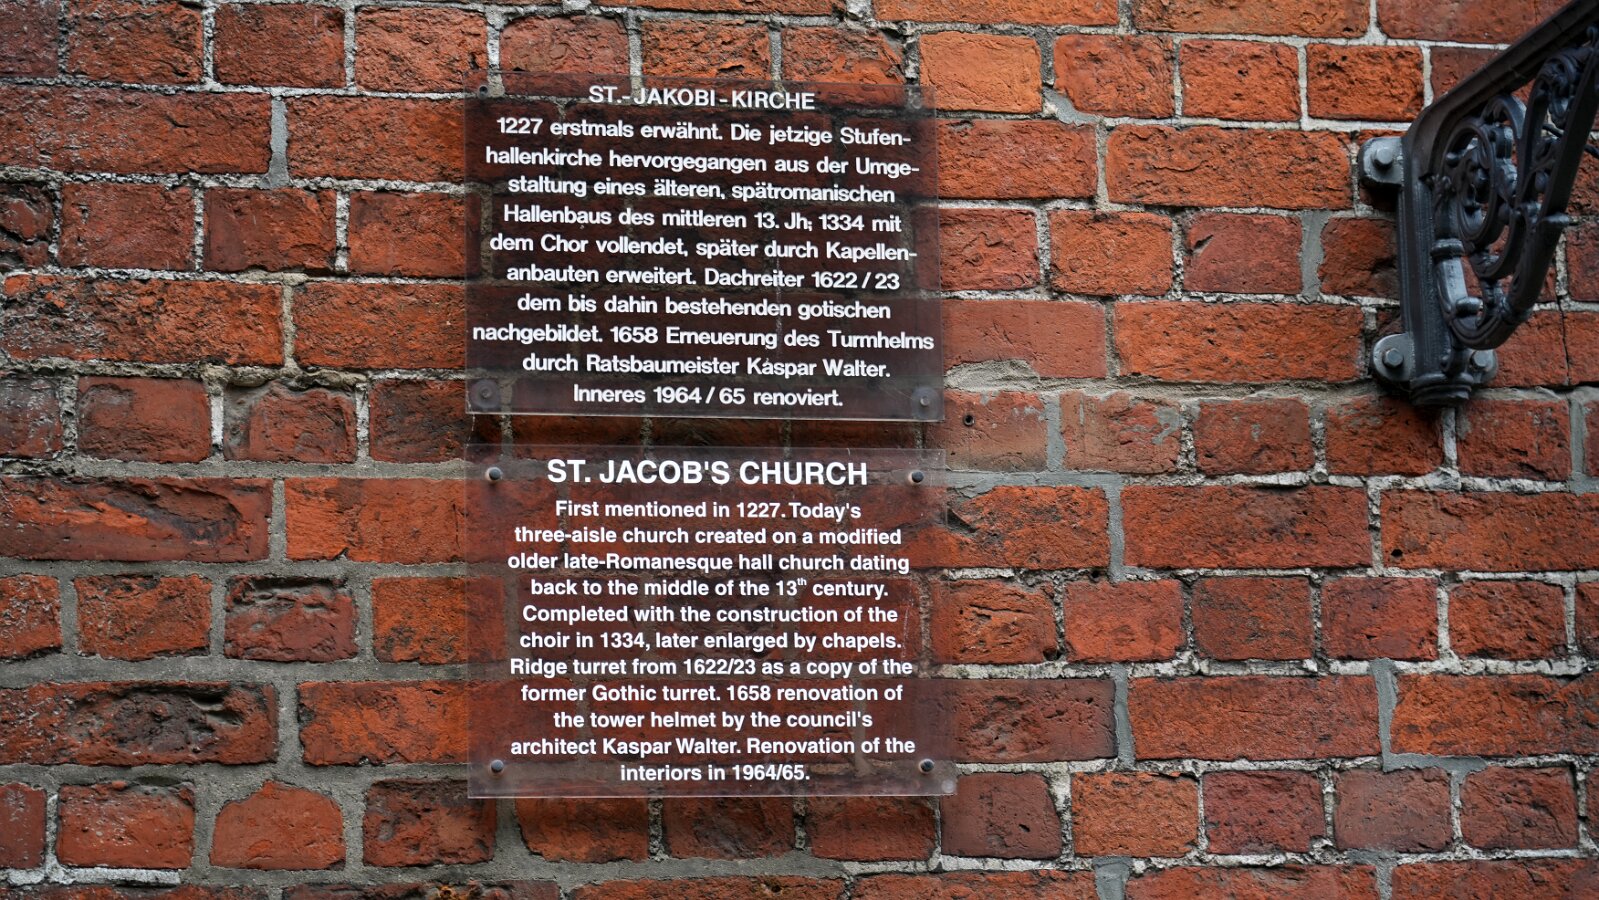 ST.-JAKOBI-KIRCHE
1227 erstmals erwähnt. Die jetzige Stufen-
hallenkirche hervorgegangen aus der Umge-
staltung eines älteren, spätromanischen
Hallenbaus des mittleren 13. Jh; 1334 mit
dem Chor vollendet, später durch Kapellen-
anbauten erweitert. Dachreiter 1622/23
dem bis dahin bestehenden gotischen
nachgebildet. 1658 Erneuerung des Turmhelms
durch Ratsbaumeister Kaspar Walter.
Inneres 1964/65 renoviert.
ST. JACOB'S CHURCH
First mentioned in 1227. Today's
three-aisle church created on a modified
older late-Romanesque hall church dating
back to the middle of the 13th century.
Completed with the construction of the
choir in 1334, later enlarged by chapels.
Ridge turret from 1622/23 as a copy of the
former Gothic turret. 1658 renovation of
the tower helmet by the council's
architect Kaspar Walter. Renovation of the
interiors in 1964/65.